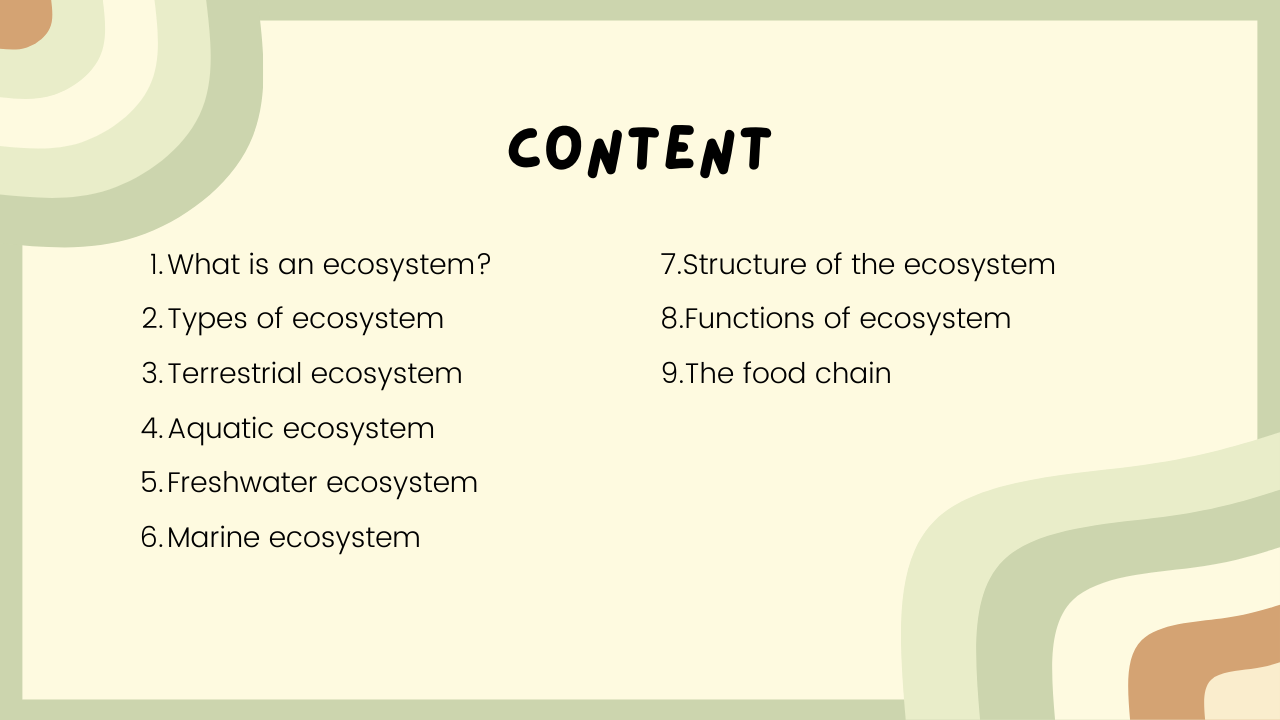 CONTENT
1. What is an ecosystem?
2. Types of ecosystem
3. Terrestrial ecosystem
4. Aquatic ecosystem
5. Freshwater ecosystem
6. Marine ecosystem
7.Structure of the ecosystem
8.Functions of ecosystem
9.The food chain